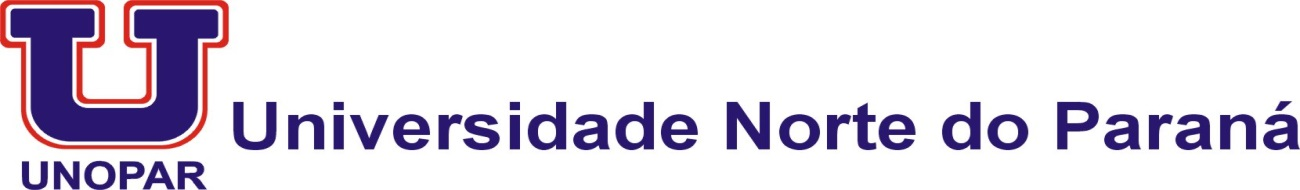 U
UNOPAR
Universidade Norte do Paraná